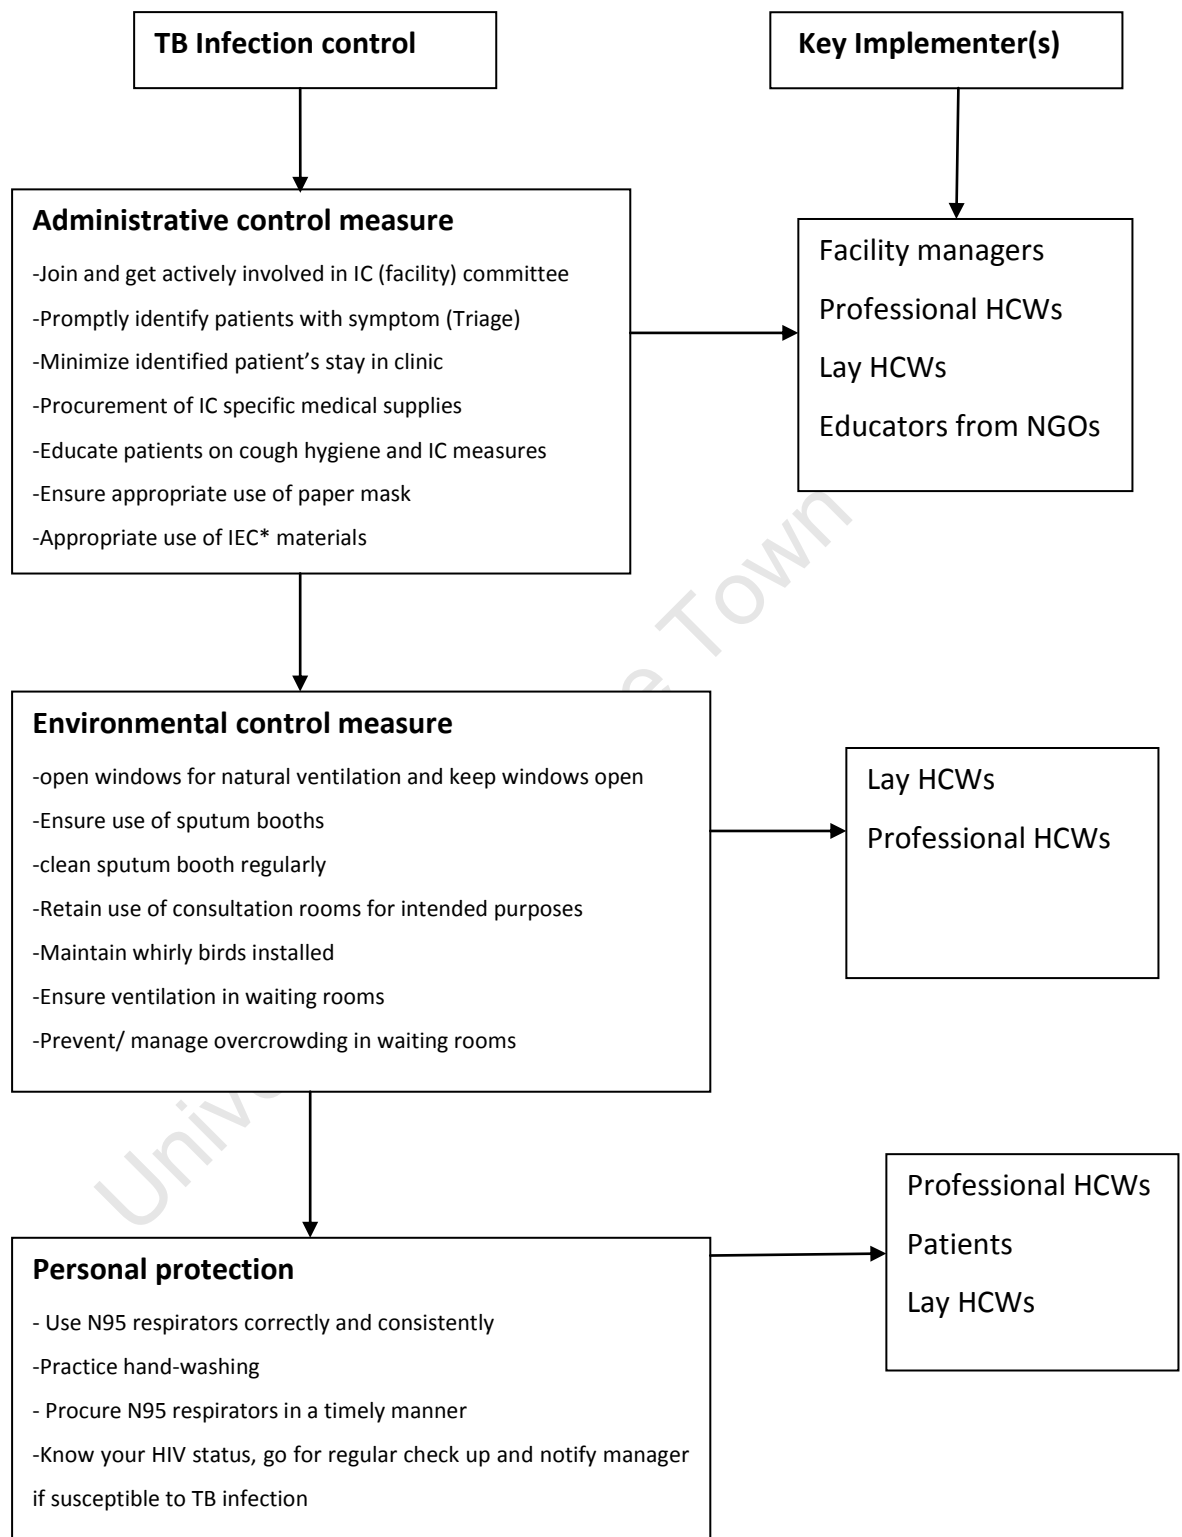 TB Infection control
Key Implementer(s)
Administrative control measure
-Join and get actively involved in IC (facility) committee
-Promptly identify patients with symptom (Triage)
-Minimize identified patient's stay in clinic
-Procurement of IC specific medical supplies
-Educate patients on cough hygiene and IC measures
-Ensure appropriate use of paper mask
-Appropriate use of IEC* materials
Facility managers
Professional HCWs
Lay HCWs
Educators from NGOs
Environmental control measure
-open windows for natural ventilation and keep windows open
-Ensure use of sputum booths
-clean sputum booth regularly
-Retain use of consultation rooms for intended purposes
-Maintain whirly birds installed
-Ensure ventilation in waiting rooms
-Prevent/ manage overcrowding in waiting rooms
Lay HCWs
Professional HCWs
Personal protection
- Use N95 respirators correctly and consistently
-Practice hand-washing
- Procure N95 respirators in a timely manner
-Know your HIV status, go for regular check up and notify manager
if susceptible to TB infection
Professional HCWs
Patients
Lay HCWs
Town